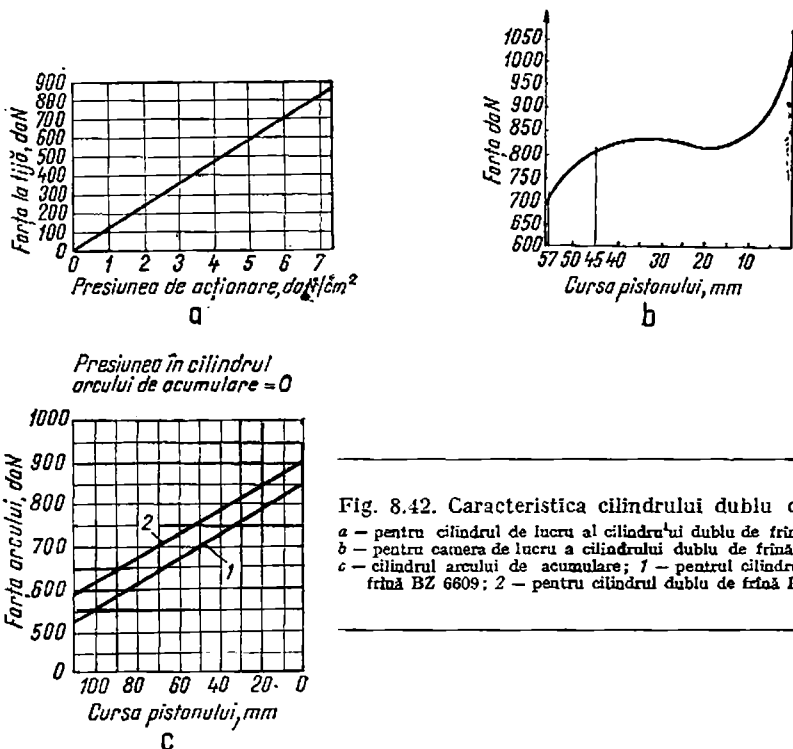 900
800
700
600
500
400
300
200
100
0
Forța la tijă, daN
0 1 2 3 4 5 6 7
Presiunea de acționare, daN/cm²
a
1050
1000
950
900
850
800
750
700
650
600
Forța daN
57 50 45 40 30 20 10
Cursa pistonului, mm
b
Presiunea în cilindrul
arcului de acumulare = 0
1000
900
800
700
600
500
0
Forța arcului, daN
2
1
100 80 60 40 20 0
Cursa pistonului, mm
c
Fig. 8.42. Caracteristica cilindrului dublu
a — pentru cilindrul de lucru al cilindrului dublu de
b — pentru camera de lucru a cilindrului dublu de frînă
c — cilindrul arcului de acumulare; 1 — pentrul
frînă BZ 6609; 2 — pentru cilindrul dublu de frînă